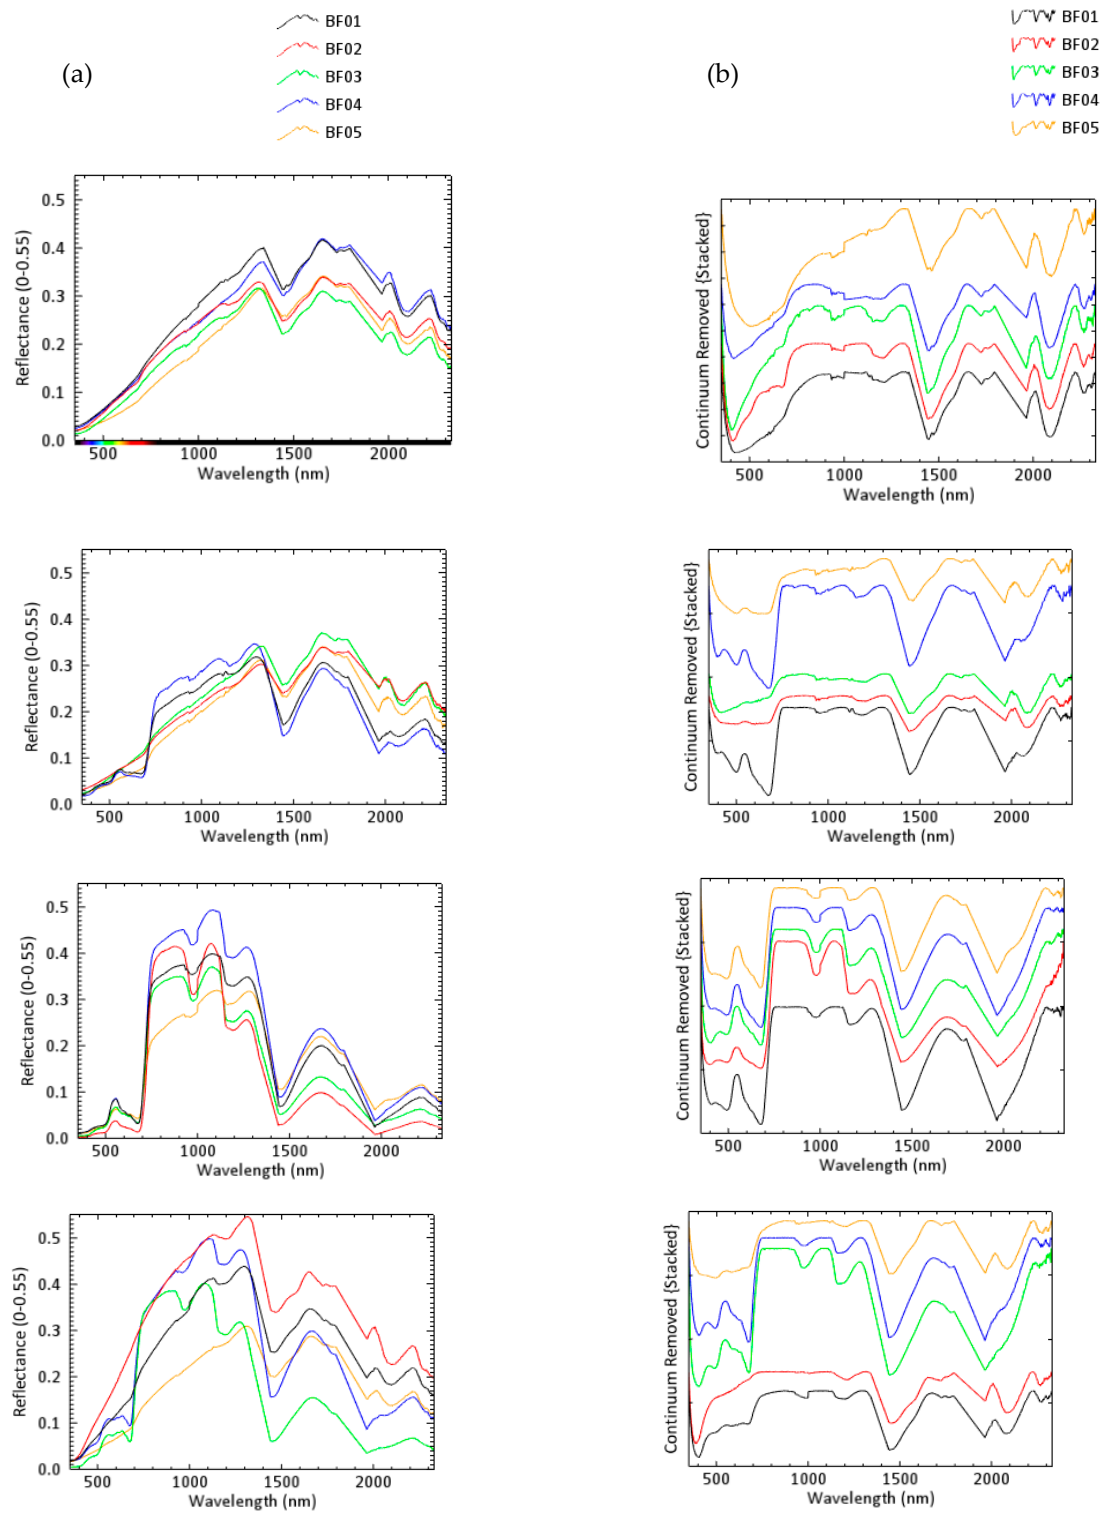 (a)
BF01
BF02
BF03
BF04
BF05
(b)
BF01
BF02
BF03
BF04
BF05
Reflectance (0-0.55)
0.5
0.4
0.3
0.2
0.1
0.0
500 1000 1500 2000
Wavelength (nm)
Continuum Removed {Stacked}
500 1000 1500 2000
Wavelength (nm)
Reflectance (0-0.55)
0.5
0.4
0.3
0.2
0.1
0.0
500 1000 1500 2000
Wavelength (nm)
Continuum Removed {Stacked}
500 1000 1500 2000
Wavelength (nm)
Reflectance (0-0.55)
0.5
0.4
0.3
0.2
0.1
0.0
500 1000 1500 2000
Wavelength (nm)
Continuum Removed {Stacked}
500 1000 1500 2000
Wavelength (nm)
Reflectance (0-0.55)
0.5
0.4
0.3
0.2
0.1
0.0
500 1000 1500 2000
Wavelength (nm)
Continuum Removed {Stacked}
500 1000 1500 2000
Wavelength (nm)